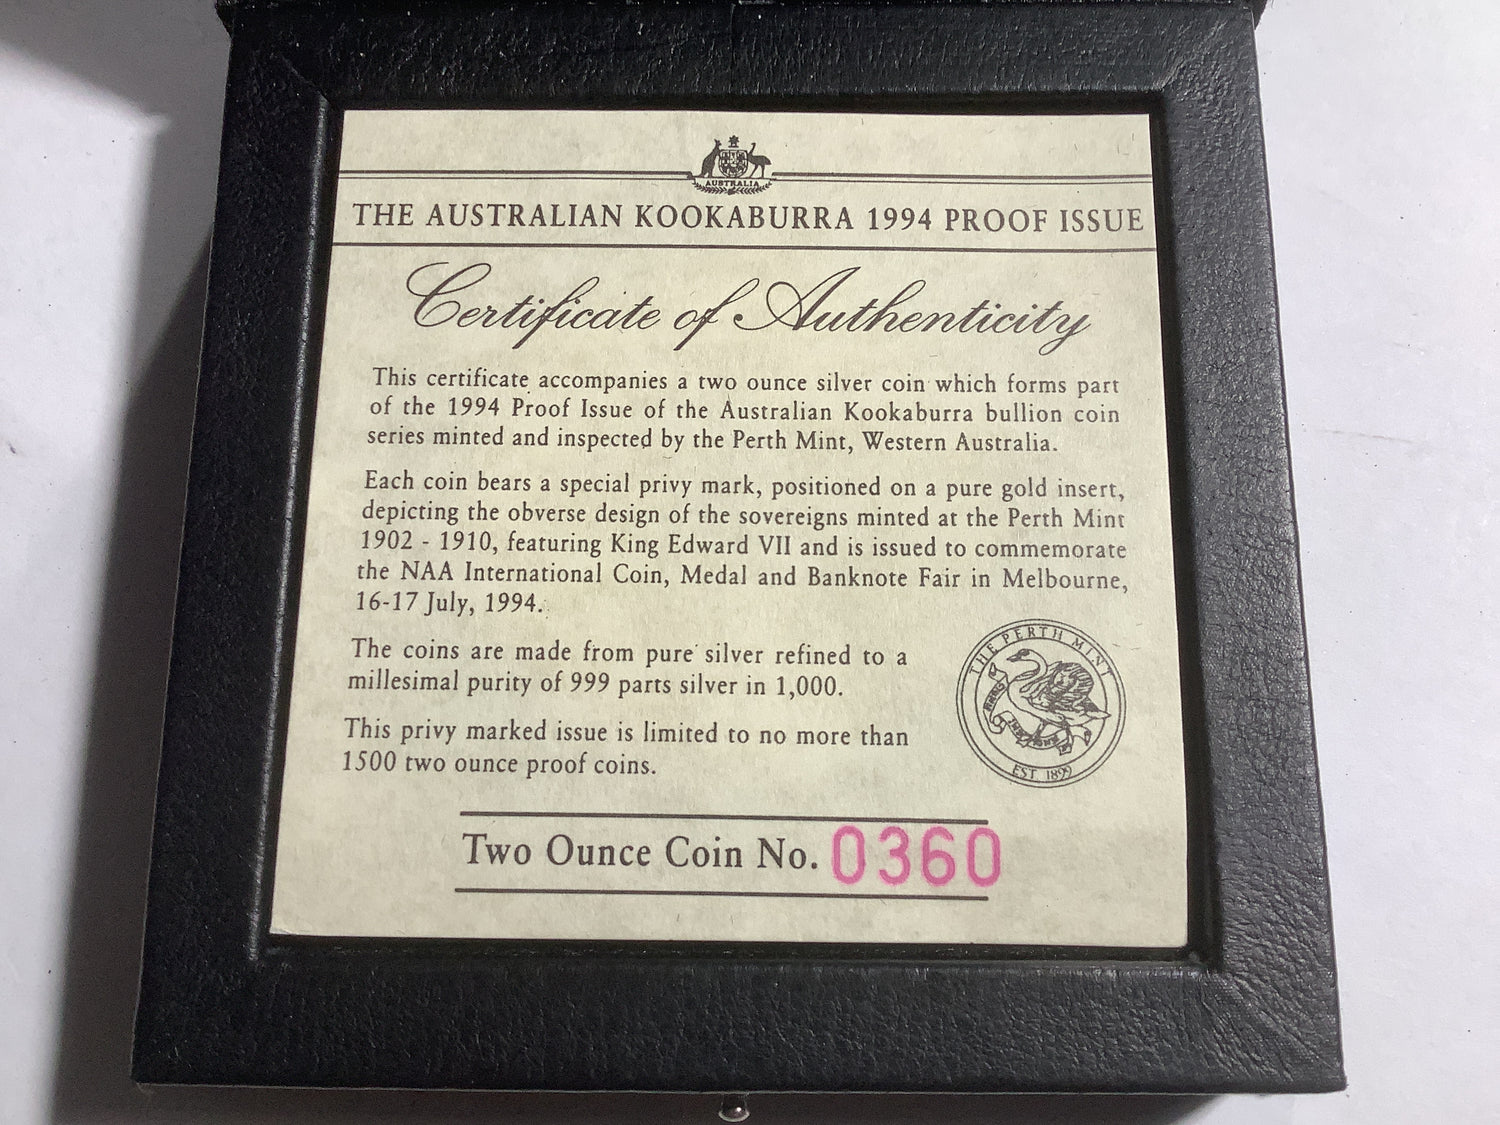 AUSTRALIA
THE AUSTRALIAN KOOKABURRA 1994 PROOF ISSUE
Certificate of Authenticity
This certificate accompanies a two ounce silver coin which forms part
of the 1994 Proof Issue of the Australian Kookaburra bullion coin
series minted and inspected by the Perth Mint, Western Australia.
Each coin bears a special privy mark, positioned on a pure gold insert,
depicting the obverse design of the sovereigns minted at the Perth Mint
1902 - 1910, featuring King Edward VII and is issued to commemorate
the NAA International Coin, Medal and Banknote Fair in Melbourne,
16-17 July, 1994.
The coins are made from pure silver refined to a
millesimal purity of 999 parts silver in 1,000.
This privy marked issue is limited to no more than
1500 two ounce proof coins.
THE PERTH MINT
EST. 1899
Two Ounce Coin No. 0360